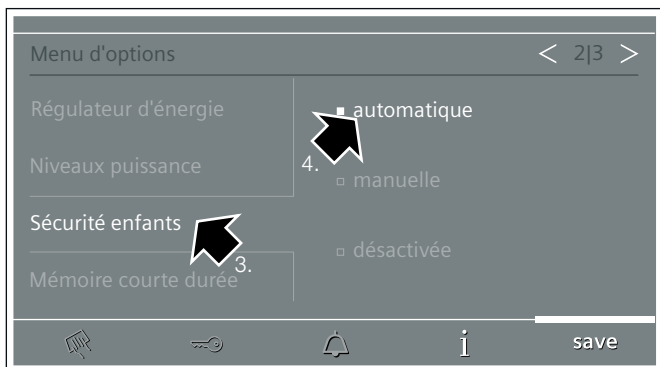 Menu d'options < 2|3 >
Régulateur d'énergie
automatique
4.
Niveaux puissance
manuelle
Sécurité enfants
3.
désactivée
Mémoire courte durée
i save